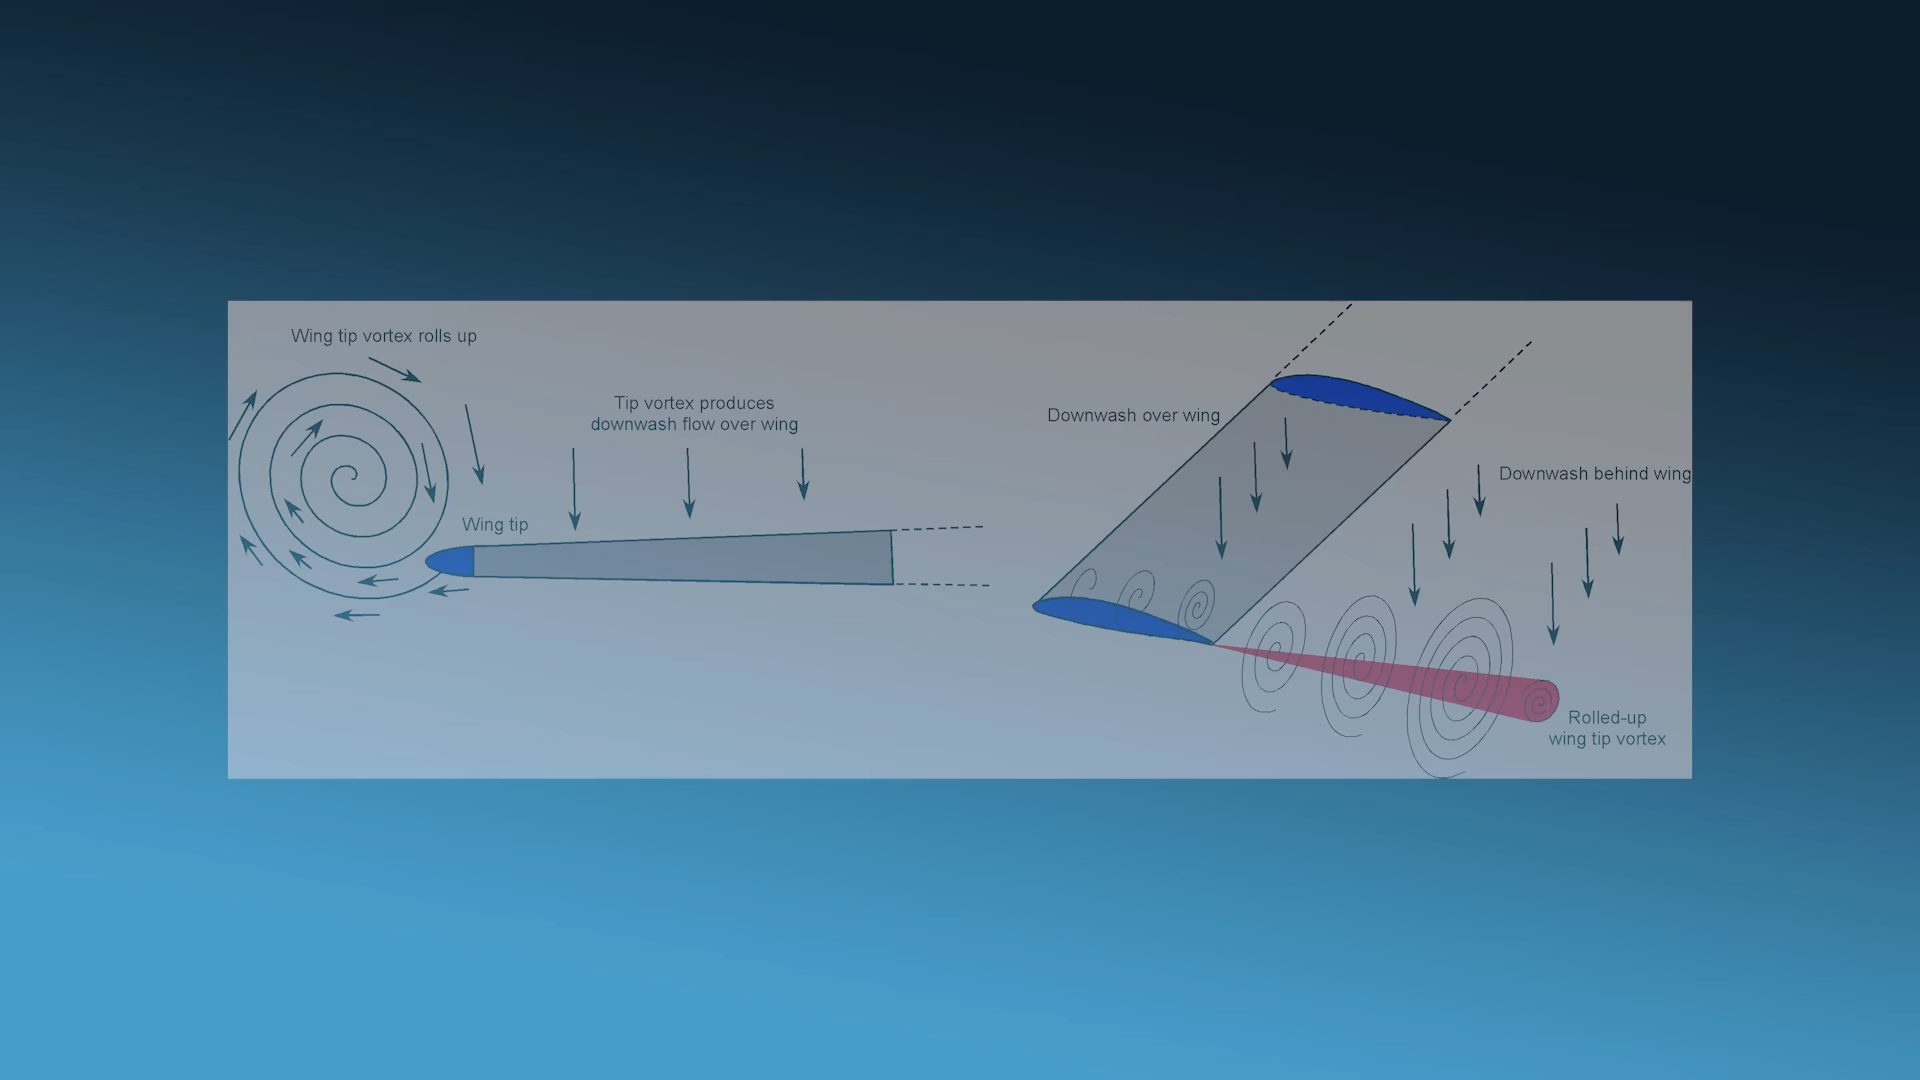 Wing tip vortex rolls up
Tip vortex produces
downwash flow over wing
Wing tip
Downwash over wing
Downwash behind wing
Rolled-up
wing tip vortex